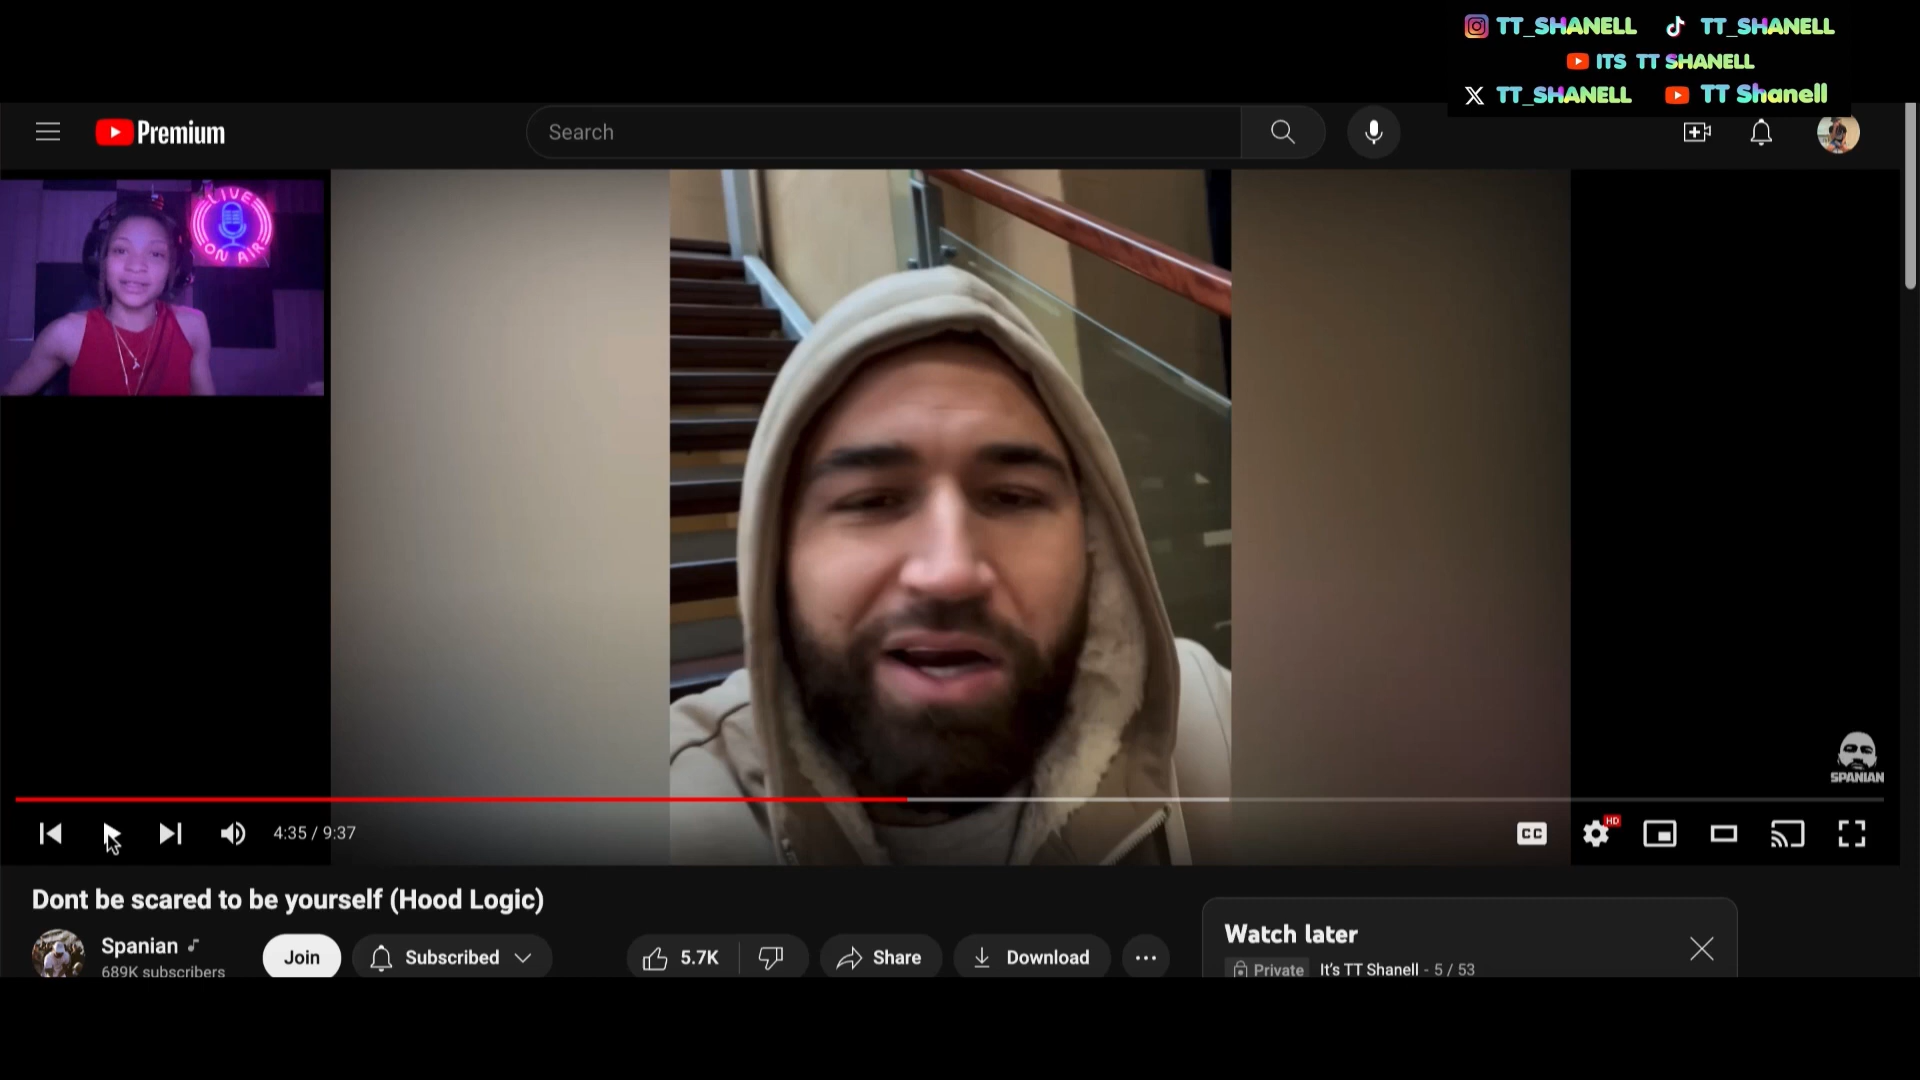 TT_SHANELL TT_SHANELL
ITS TT SHANELL
TT_SHANELL TT Shanell
Premium
Search
LIVE
ON AIR
SPANIAN
4:35 / 9:37
CC
HD
Dont be scared to be yourself (Hood Logic)
Spanian
689K subscribers
Join
Subscribed
5.7K
Share
Download
Watch later
Private It's TT Shanell - 5 / 53